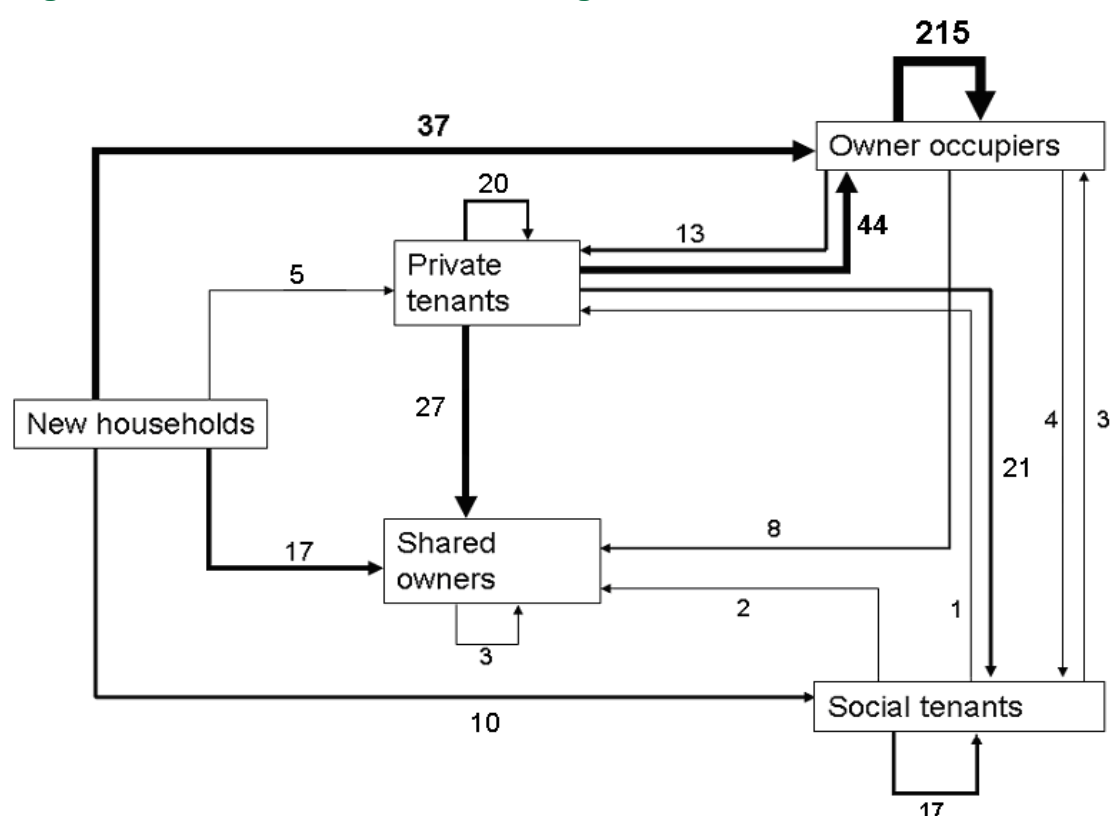 215
37
Owner occupiers
20
13
44
Private
tenants
5
27
New households
4
3
21
Shared
owners
8
17
2
1
3
Social tenants
10
17